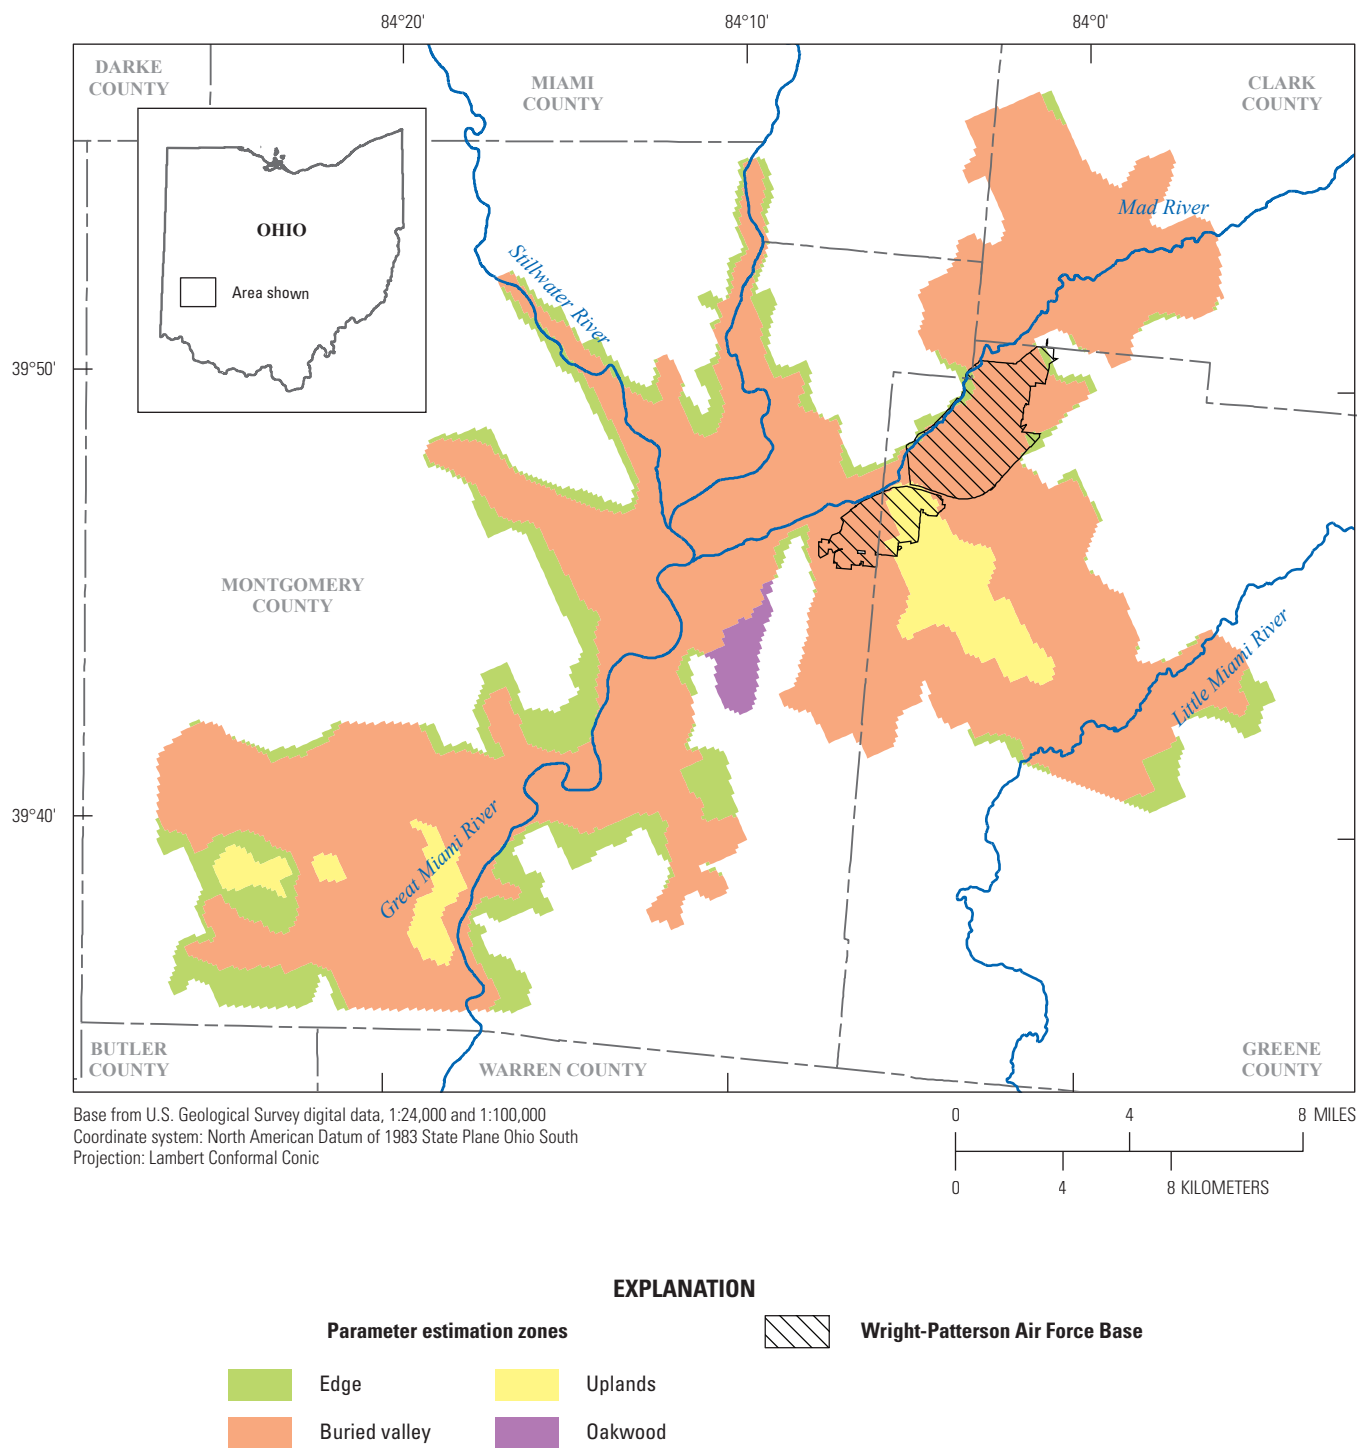 84°20'
84°10'
84°0'
DARKE
COUNTY
MIAMI
COUNTY
CLARK
COUNTY
OHIO
Area shown
Mad River
Stillwater River
39°50'
MONTGOMERY
COUNTY
Little Miami River
39°40'
Great Miami River
BUTLER
COUNTY
WARREN COUNTY
GREENE
COUNTY
Base from U.S. Geological Survey digital data, 1:24,000 and 1:100,000
Coordinate system: North American Datum of 1983 State Plane Ohio South
Projection: Lambert Conformal Conic
0 4 8 MILES
0 4 8 KILOMETERS
EXPLANATION
Parameter estimation zones
Wright-Patterson Air Force Base
Edge
Uplands
Buried valley
Oakwood